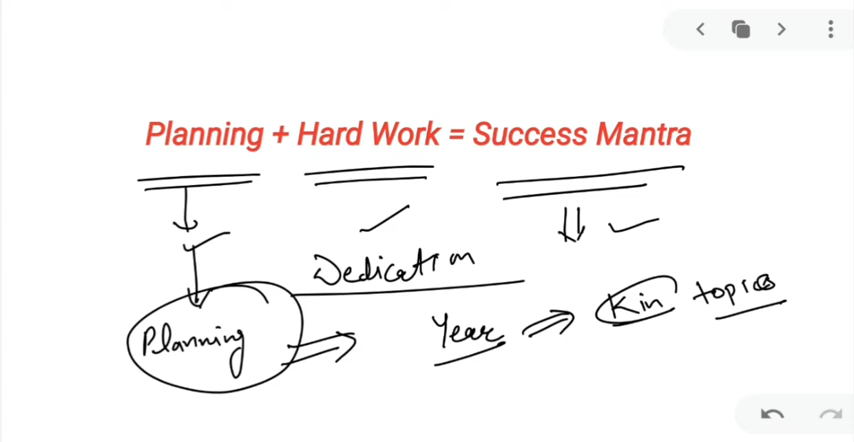 Planning + Hard Work = Success Mantra
Dedication
Planning Year Kin topics